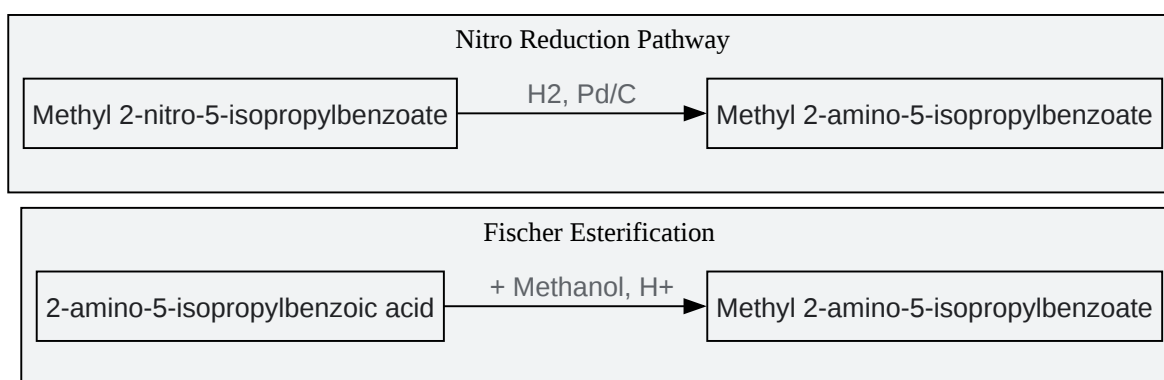 Nitro Reduction Pathway
Methyl 2-nitro-5-isopropylbenzoate
H2, Pd/C
Methyl 2-amino-5-isopropylbenzoate
Fischer Esterification
2-amino-5-isopropylbenzoic acid
+ Methanol, H+
Methyl 2-amino-5-isopropylbenzoate